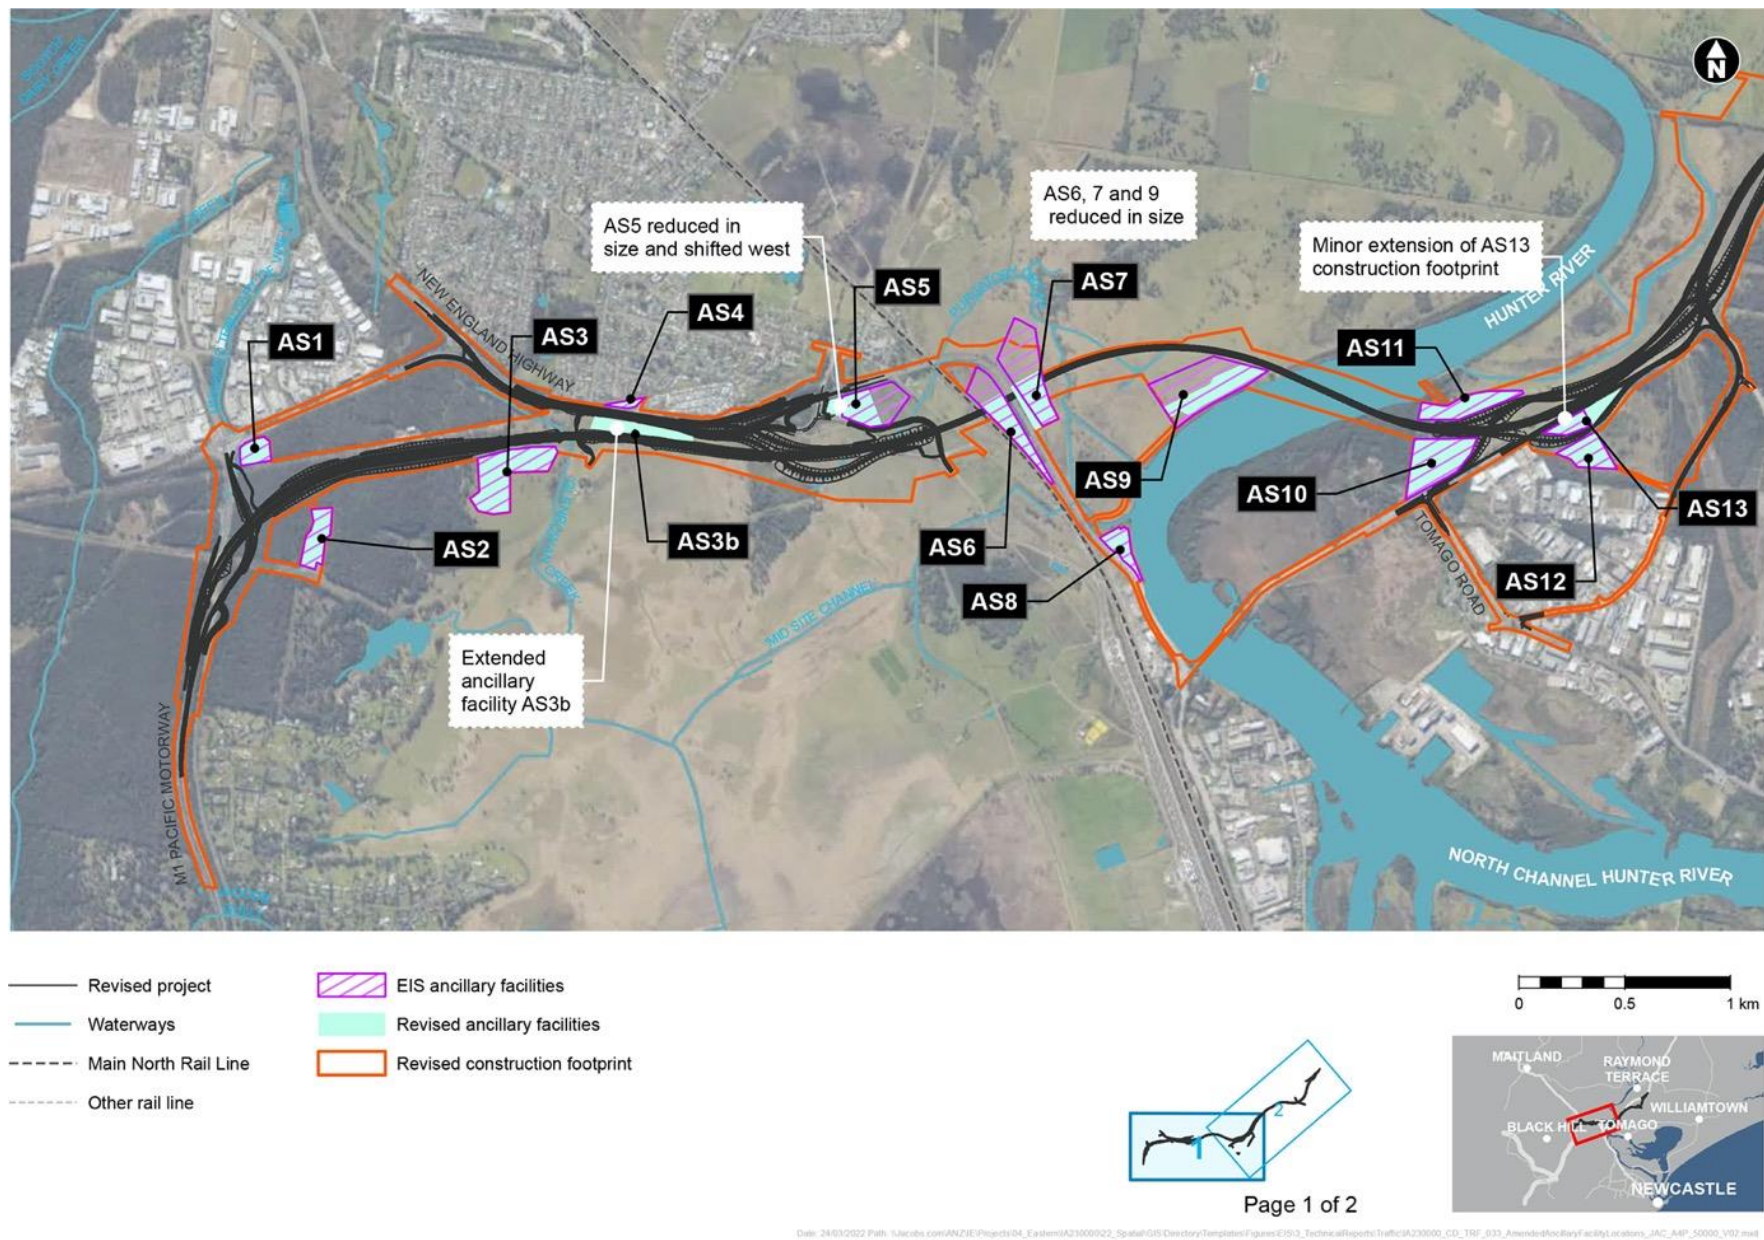 N
AS6, 7 and 9
reduced in size
AS5 reduced in
size and shifted west
Minor extension of AS13
construction footprint
HUNTER RIVER
NEW ENGLAND HIGHWAY
AS1
AS3
AS4
AS5
AS7
AS11
AS2
AS3b
AS6
AS8
AS9
AS10
AS12
AS13
TOMAGO ROAD
MID SIZE CHANNEL
Extended
ancillary
facility AS3b
M1 PACIFIC MOTORWAY
NORTH CHANNEL HUNTER RIVER
Revised project
Waterways
Main North Rail Line
Other rail line
EIS ancillary facilities
Revised ancillary facilities
Revised construction footprint
0 0.5 1 km
1
2
Page 1 of 2
MAITLAND
RAYMOND
TERRACE
WILLIAMTOWN
BLACK HILL
TOMAGO
NEWCASTLE